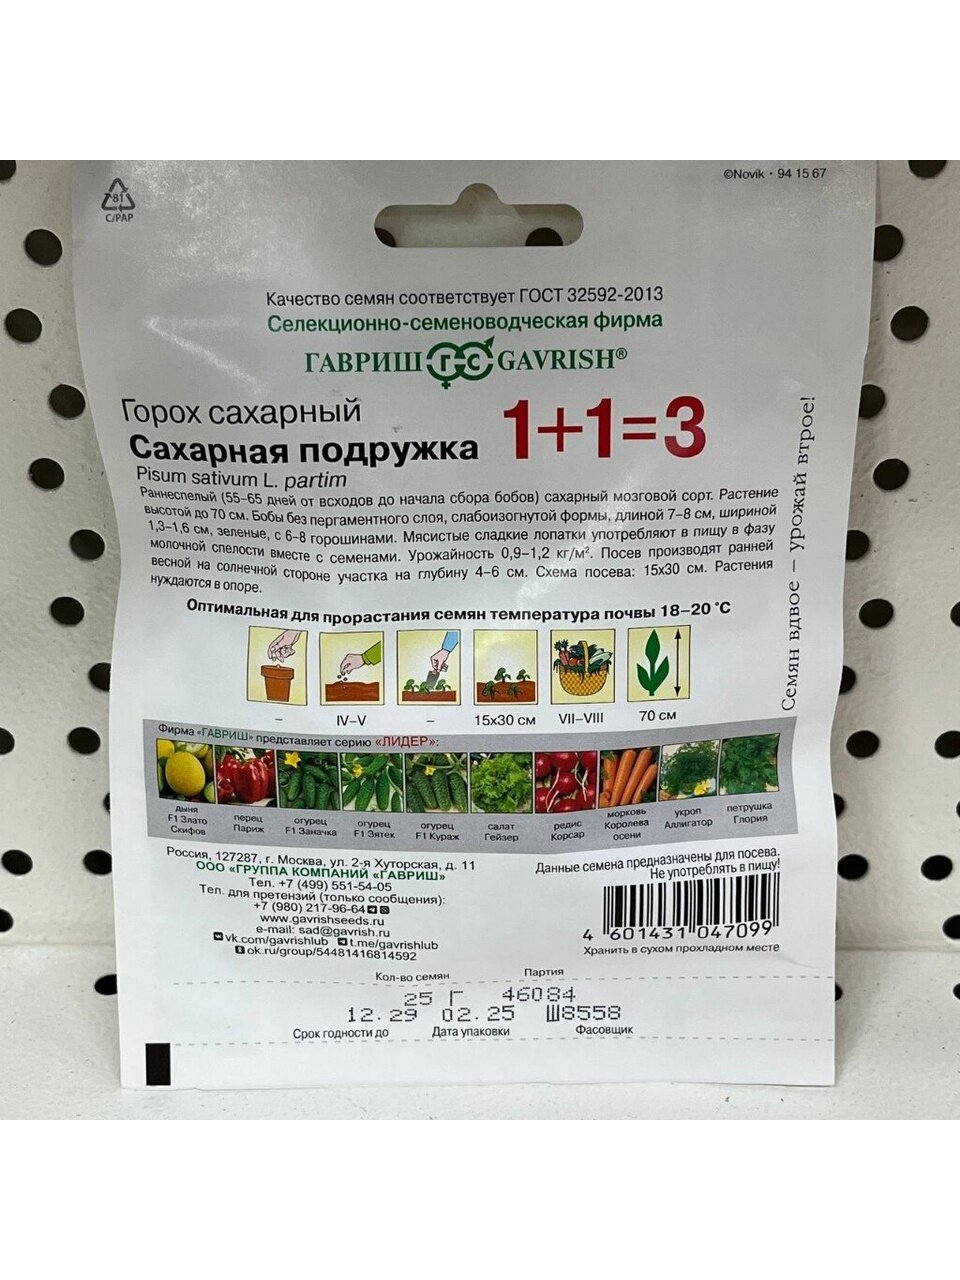 ©Novik • 94 15 67
81
C/PAP
Качество семян соответствует ГОСТ 32592-2013
Селекционно-семеноводческая фирма
ГАВРИШ ГС GAVRISH®
Горох сахарный
Сахарная подружка
1+1=3
Pisum sativum L. partim
Раннеспелый (55-65 дней от всходов до начала сбора бобов) сахарный мозговой сорт. Растение
высотой до 70 см. Бобы без пергаментного слоя, слабоизогнутой формы, длиной 7–8 см, шириной
1,3–1,6 см, зеленые, с 6-8 горошинами. Мясистые сладкие лопатки употребляют в пищу в фазу
молочной спелости вместе с семенами. Урожайность 0,9–1,2 кг/м². Посев производят ранней
весной на солнечной стороне участка на глубину 4–6 см. Схема посева: 15х30 см. Растения
нуждаются в опоре.
Семян вдвое – урожай втрое!
Оптимальная для прорастания семян температура почвы 18–20 °С
– IV–V – 15х30 см VII–VIII 70 см
Фирма «ГАВРИШ» представляет серию «ЛИДЕР»:
дыня F1 Злато Скифов
перец Париж
огурец F1 Заначка
огурец F1 Зятек
огурец F1 Кураж
салат Гейзер
редис Корсар
морковь Королева осени
укроп Аллигатор
петрушка Глория
Россия, 127287, г. Москва, ул. 2-я Хуторская, д. 11
ООО «ГРУППА КОМПАНИЙ «ГАВРИШ»
Тел. +7 (499) 551-54-05
Тел. для претензий (только сообщения):
+7 (980) 217-96-64
www.gavrishseeds.ru
e-mail: sad@gavrish.ru
vk.com/gavrishlub t.me/gavrishlub
ok.ru/group/54481416814592
Данные семена предназначены для посева.
Не употреблять в пищу!
4 601431 047099
Хранить в сухом прохладном месте
Кол-во семян Партия
25 Г 46084
12.29 02.25 Ш8558
Срок годности до Дата упаковки Фасовщик